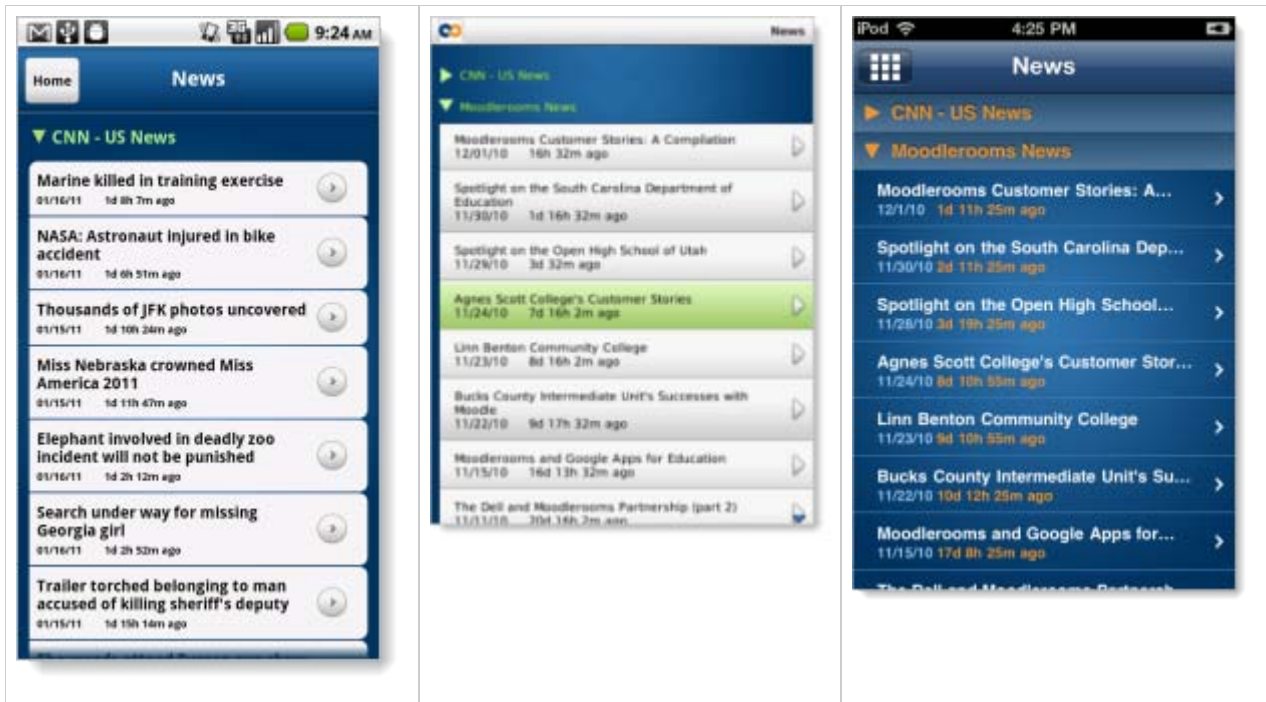 9:24 AM
Home
News
▼ CNN - US News
Marine killed in training exercise
01/16/11 1d 8h 7m ago
NASA: Astronaut injured in bike
accident
01/16/11 1d 6h 51m ago
Thousands of JFK photos uncovered
01/15/11 1d 10h 24m ago
Miss Nebraska crowned Miss
America 2011
01/15/11 1d 11h 47m ago
Elephant involved in deadly zoo
incident will not be punished
01/16/11 1d 2h 12m ago
Search under way for missing
Georgia girl
01/16/11 1d 2h 52m ago
Trailer torched belonging to man
accused of killing sheriff's deputy
01/15/11 1d 15h 14m ago
News
▶ CNN - US News
▼ Moodlerooms News
Moodlerooms Customer Stories: A Compilation
12/01/10 16h 32m ago
Spotlight on the South Carolina Department of
Education
11/30/10 1d 16h 32m ago
Spotlight on the Open High School of Utah
11/29/10 3d 32m ago
Agnes Scott College's Customer Stories
11/24/10 7d 16h 2m ago
Linn Benton Community College
11/23/10 8d 16h 2m ago
Bucks County Intermediate Unit's Successes with
Moodle
11/22/10 9d 17h 32m ago
Moodlerooms and Google Apps for Education
11/15/10 16d 13h 32m ago
The Dell and Moodlerooms Partnership (part 2)
11/11/10 20d 16h 2m ago
iPod
4:25 PM
News
▶ CNN - US News
▼ Moodlerooms News
Moodlerooms Customer Stories: A...
12/1/10 1d 11h 25m ago
Spotlight on the South Carolina Dep...
11/30/10 2d 11h 25m ago
Spotlight on the Open High School...
11/28/10 3d 19h 25m ago
Agnes Scott College's Customer Stor...
11/24/10 8d 10h 55m ago
Linn Benton Community College
11/23/10 9d 10h 55m ago
Bucks County Intermediate Unit's Su...
11/22/10 10d 12h 25m ago
Moodlerooms and Google Apps for...
11/15/10 17d 8h 25m ago
The Dell and Moodlerooms Partnersh...